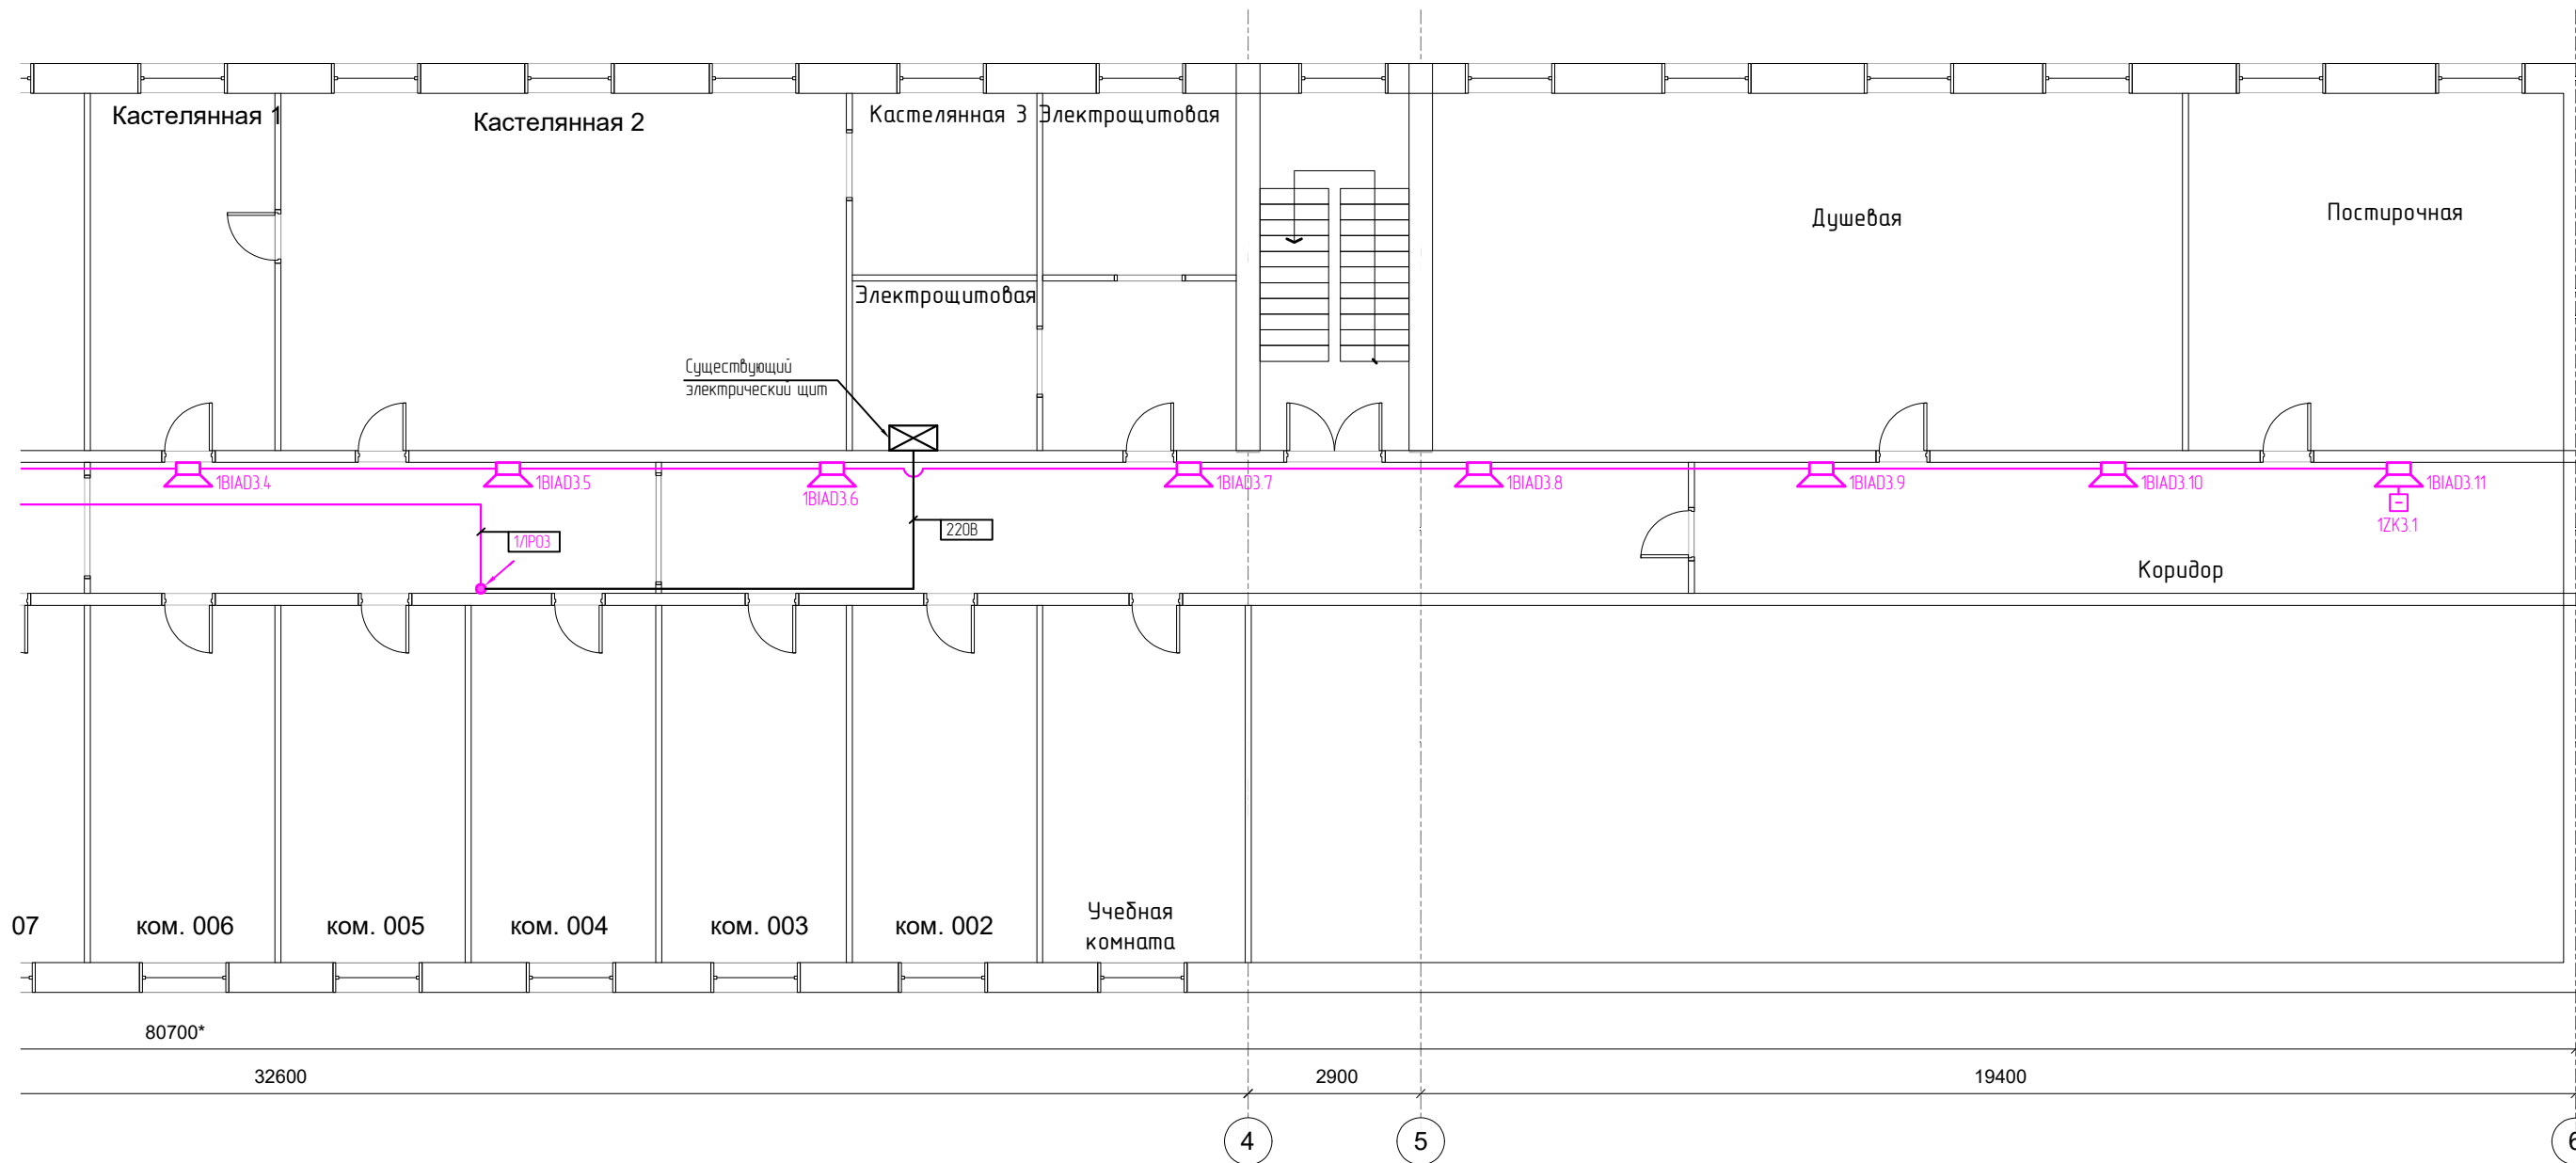 Кастелянная 1
Кастелянная 2
Кастелянная 3
Электрощитовая
Душевая
Постирочная
Электрощитовая
Существующий
электрический щит
1BIAD3.4
1BIAD3.5
1BIAD3.6
1BIAD3.7
1BIAD3.8
1BIAD3.9
1BIAD3.10
1BIAD3.11
1ZK3.1
1ЛРО3
220В
Коридор
07
ком. 006
ком. 005
ком. 004
ком. 003
ком. 002
Учебная
комната
80700*
32600
2900
19400
4
5
6